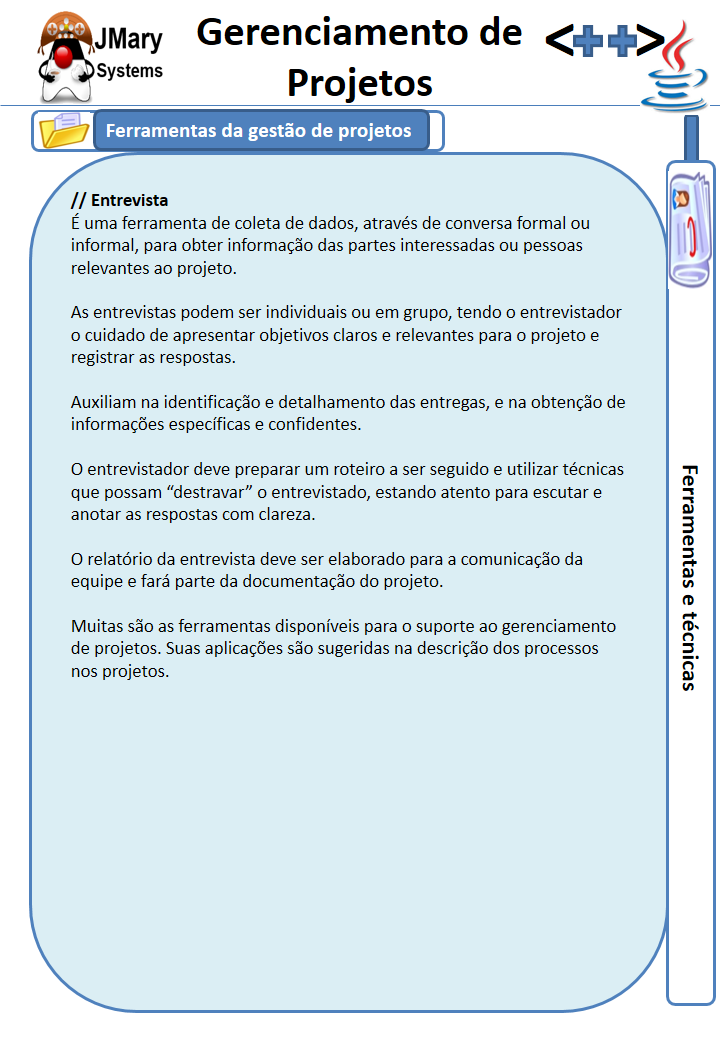 JMary
Systems
Gerenciamento de
Projetos
<++>
Ferramentas da gestão de projetos
// Entrevista
É uma ferramenta de coleta de dados, através de conversa formal ou
informal, para obter informação das partes interessadas ou pessoas
relevantes ao projeto.
As entrevistas podem ser individuais ou em grupo, tendo o entrevistador
o cuidado de apresentar objetivos claros e relevantes para o projeto e
registrar as respostas.
Auxiliam na identificação e detalhamento das entregas, e na obtenção de
informações específicas e confidentes.
O entrevistador deve preparar um roteiro a ser seguido e utilizar técnicas
que possam “destravar” o entrevistado, estando atento para escutar e
anotar as respostas com clareza.
O relatório da entrevista deve ser elaborado para a comunicação da
equipe e fará parte da documentação do projeto.
Muitas são as ferramentas disponíveis para o suporte ao gerenciamento
de projetos. Suas aplicações são sugeridas na descrição dos processos
nos projetos.
Ferramentas e técnicas